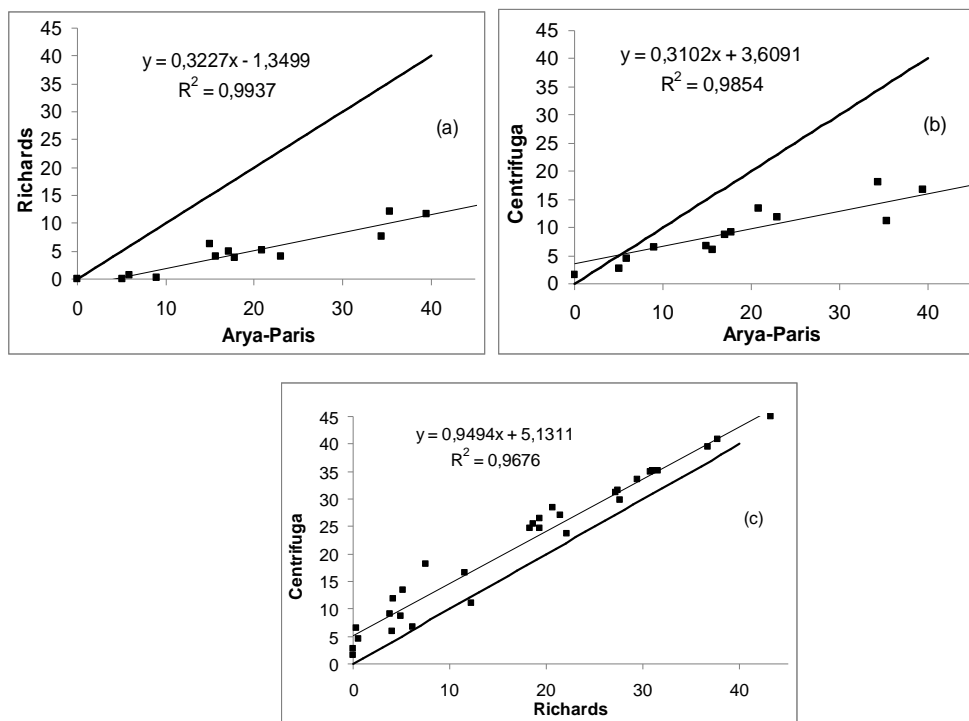 45
40
35
30
25
20
15
10
5
0
Richards
y = 0,3227x - 1,3499
R² = 0,9937
(a)
0 10 20 30 40
Arya-Paris
45
40
35
30
25
20
15
10
5
0
Centrifuga
y = 0,3102x + 3,6091
R² = 0,9854
(b)
0 10 20 30 40
Arya-Paris
45
40
35
30
25
20
15
10
5
0
Centrifuga
y = 0,9494x + 5,1311
R² = 0,9676
(c)
0 10 20 30 40
Richards